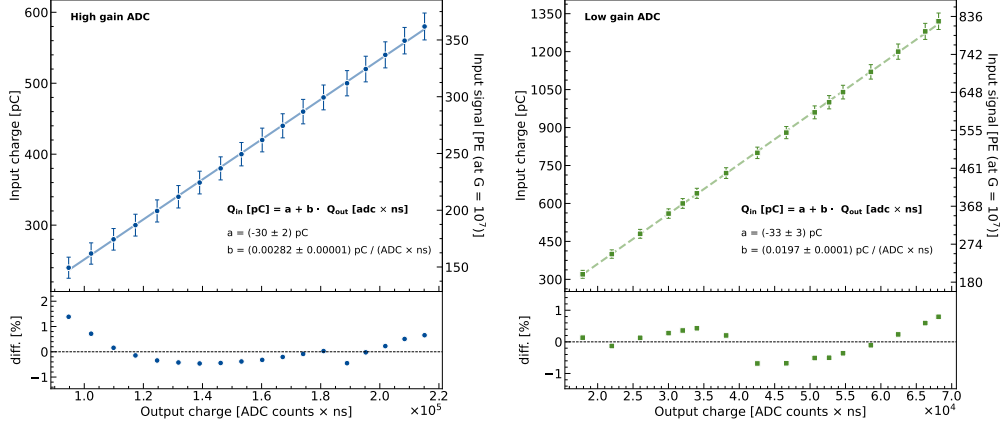 High gain ADC
600
500
400
300
Input charge [pC]
350
300
250
200
150
Input signal [PE (at G = 10⁷)]
Q_in [pC] = a + b · Q_out [adc × ns]
a = (-30 ± 2) pC
b = (0.00282 ± 0.00001) pC / (ADC × ns)
2
1
0
−1
diff. [%]
1.0 1.2 1.4 1.6 1.8 2.0 2.2
Output charge [ADC counts × ns]
×10⁵
Low gain ADC
1350
1200
1050
900
750
600
450
300
Input charge [pC]
836
742
648
555
461
368
274
180
Input signal [PE (at G = 10⁷)]
Q_in [pC] = a + b · Q_out [adc × ns]
a = (-33 ± 3) pC
b = (0.0197 ± 0.0001) pC / (ADC × ns)
1
0
−1
diff. [%]
2.0 2.5 3.0 3.5 4.0 4.5 5.0 5.5 6.0 6.5 7.0
Output charge [ADC counts × ns]
×10⁴